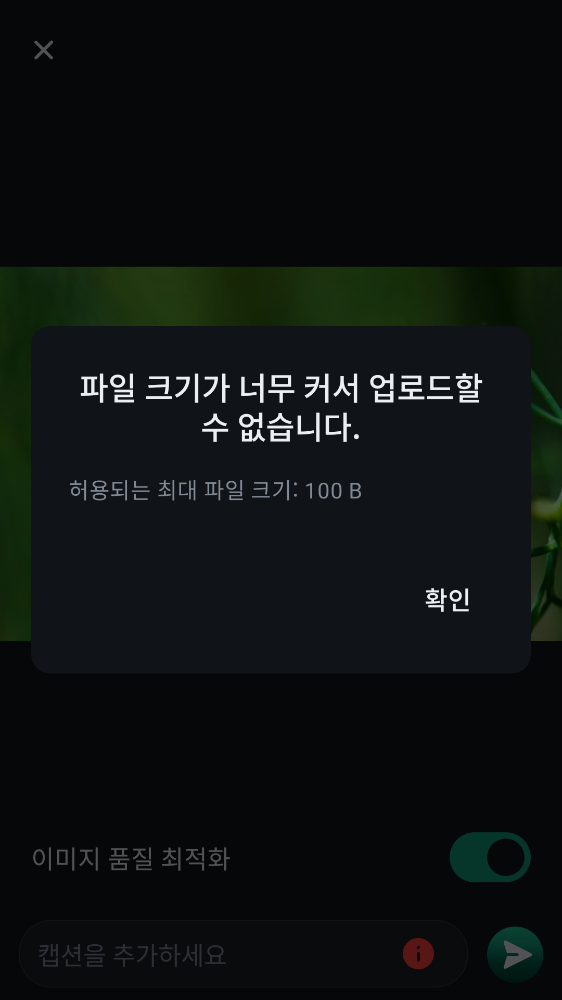 파일 크기가 너무 커서 업로드할
수 없습니다.
허용되는 최대 파일 크기: 100 B
확인
이미지 품질 최적화
캡션을 추가하세요